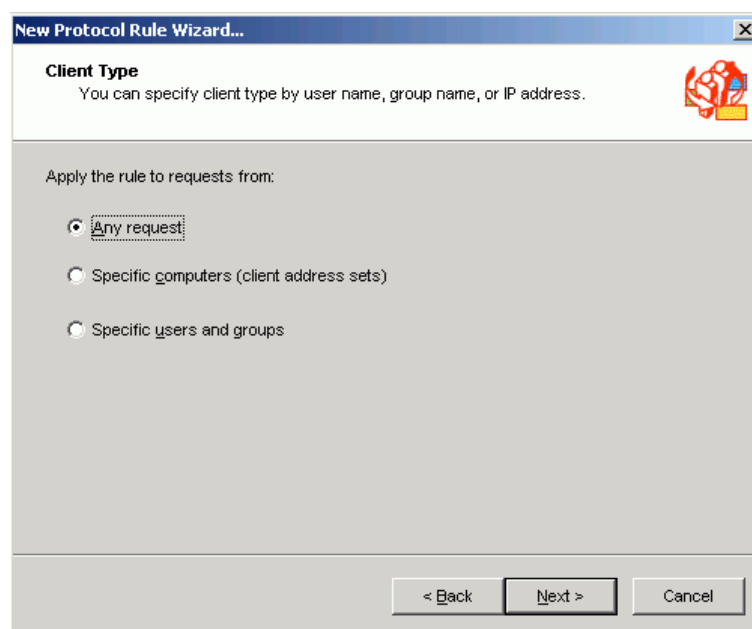 New Protocol Rule Wizard...
Client Type
You can specify client type by user name, group name, or IP address.
Apply the rule to requests from:
Any request
Specific computers (client address sets)
Specific users and groups
< Back
Next >
Cancel